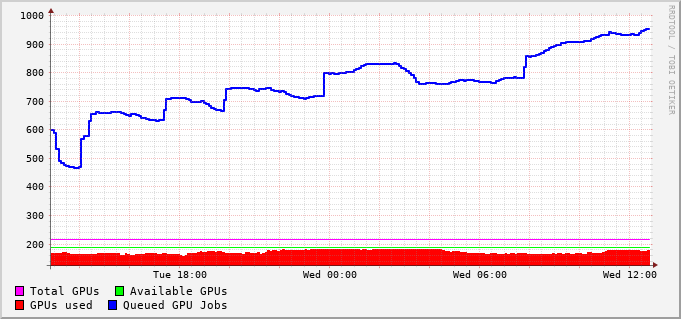 1000
900
800
700
600
500
400
300
200
Tue 18:00 Wed 00:00 Wed 06:00 Wed 12:00
Total GPUs Available GPUs
GPUs used Queued GPU Jobs
RRDTOOL / TOBI OETIKER